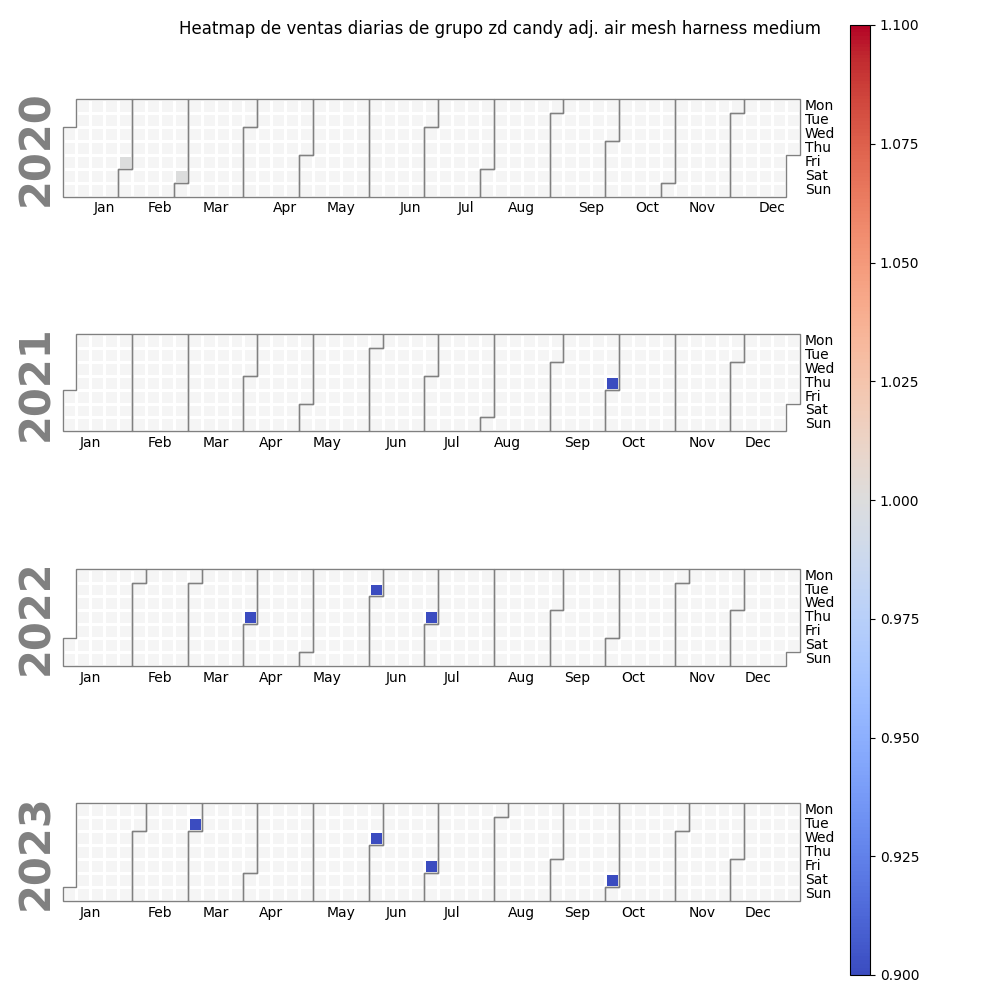 Heatmap de ventas diarias de grupo zd candy adj. air mesh harness medium
2020
Mon
Tue
Wed
Thu
Fri
Sat
Sun
Jan Feb Mar Apr May Jun Jul Aug Sep Oct Nov Dec
2021
Mon
Tue
Wed
Thu
Fri
Sat
Sun
Jan Feb Mar Apr May Jun Jul Aug Sep Oct Nov Dec
2022
Mon
Tue
Wed
Thu
Fri
Sat
Sun
Jan Feb Mar Apr May Jun Jul Aug Sep Oct Nov Dec
2023
Mon
Tue
Wed
Thu
Fri
Sat
Sun
Jan Feb Mar Apr May Jun Jul Aug Sep Oct Nov Dec
1.100
1.075
1.050
1.025
1.000
0.975
0.950
0.925
0.900